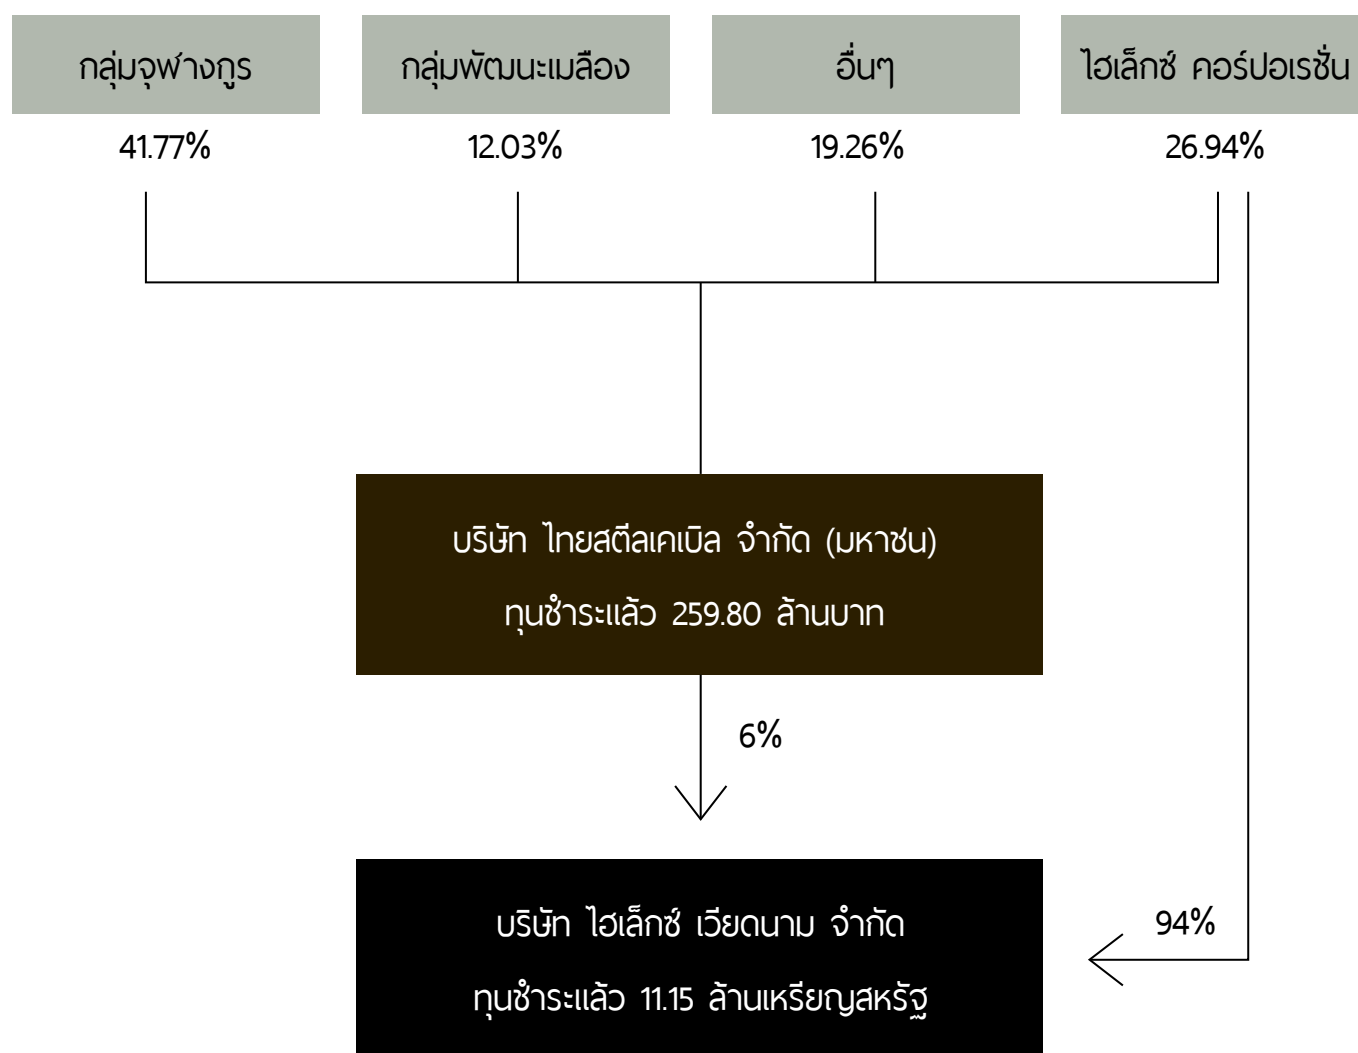 กลุ่มจุฬางกูร
กลุ่มพัฒนะเมลือง
อื่นๆ
ไฮเล็กซ์ คอร์ปอเรชั่น
41.77%
12.03%
19.26%
26.94%
บริษัท ไทยสตีลเคเบิล จำกัด (มหาชน)
ทุนชำระแล้ว 259.80 ล้านบาท
6%
บริษัท ไฮเล็กซ์ เวียดนาม จำกัด
ทุนชำระแล้ว 11.15 ล้านเหรียญสหรัฐ
94%